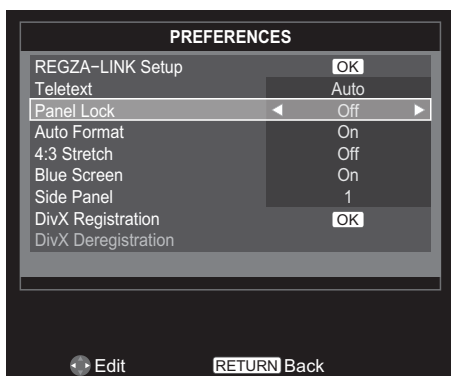 PREFERENCES
REGZA−LINK Setup OK
Teletext Auto
Panel Lock ◀ Off ▶
Auto Format On
4:3 Stretch Off
Blue Screen On
Side Panel 1
DivX Registration OK
DivX Deregistration
Edit RETURN Back